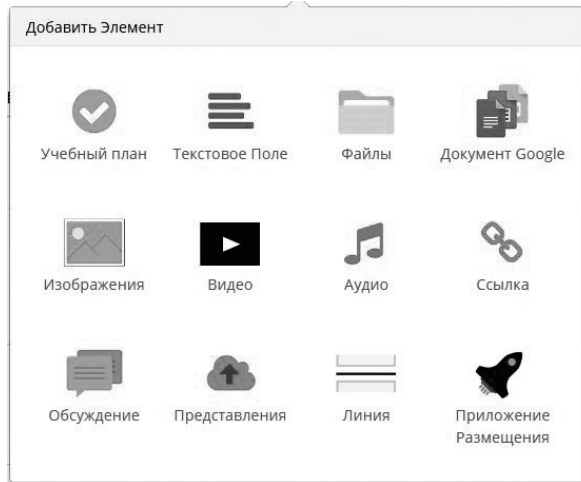 Добавить Элемент
Учебный план
Текстовое Поле
Файлы
Документ Google
Изображения
Видео
Аудио
Ссылка
Обсуждение
Представления
Линия
Приложение
Размещения